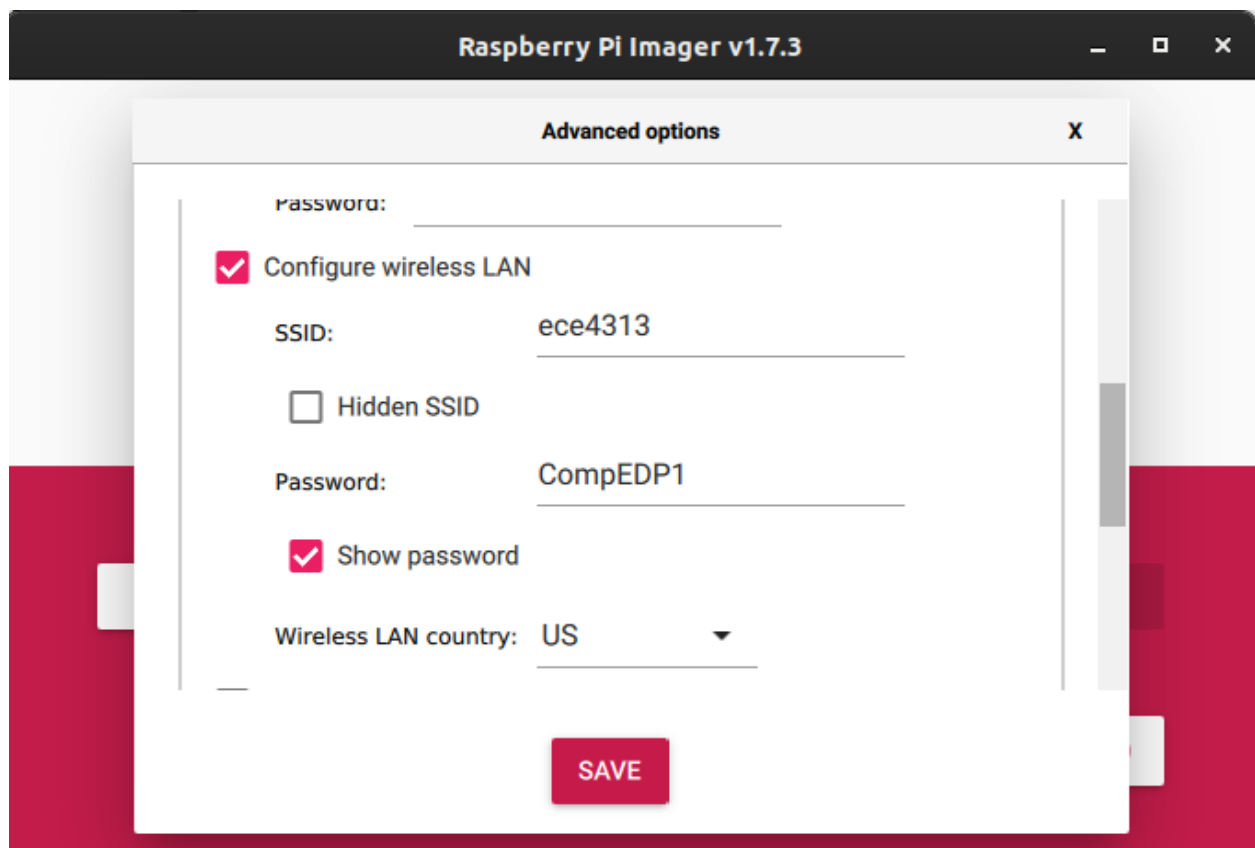 Raspberry Pi Imager v1.7.3
Advanced options X
Password:
Configure wireless LAN
SSID: ece4313
Hidden SSID
Password: CompEDP1
Show password
Wireless LAN country: US
SAVE